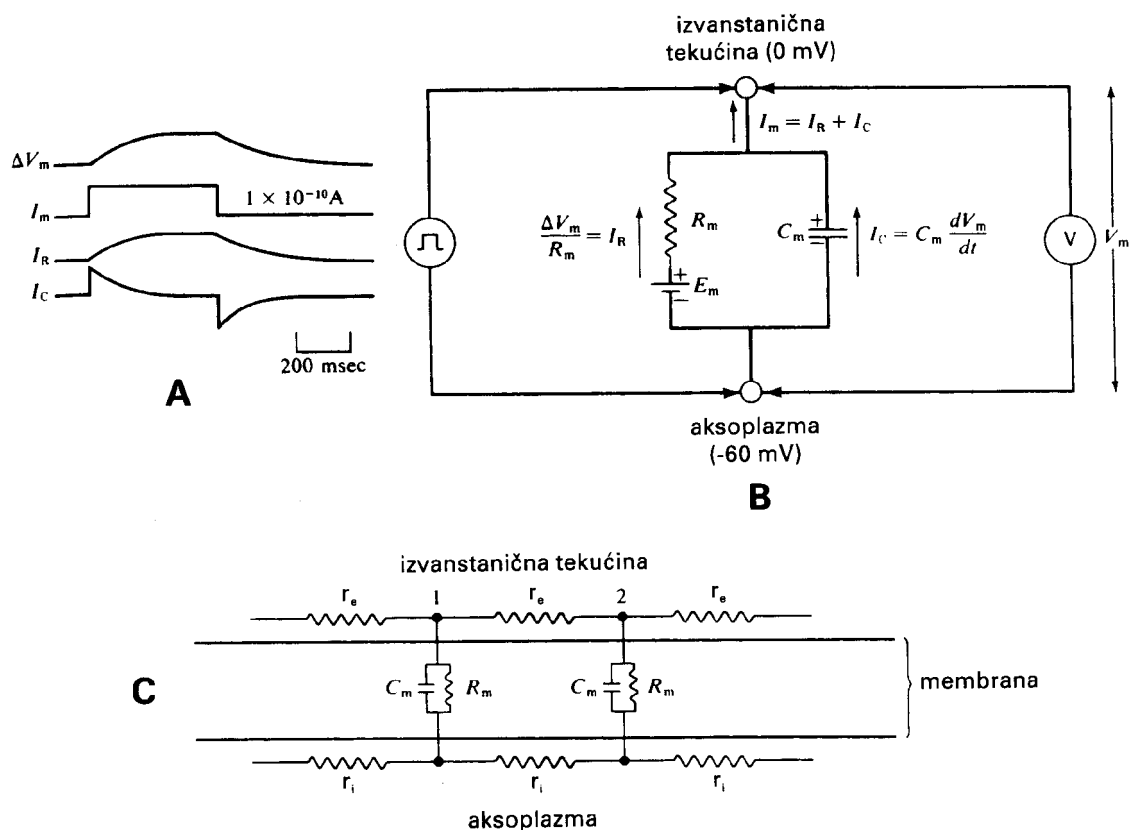 izvanstanična
tekućina (0 mV)
ΔVm
Im
1 × 10⁻¹⁰A
IR
IC
200 msec
A
Im = IR + IC
ΔVm/Rm = IR
Rm
Cm
+
−
IC = Cm dVm/dt
+
Em
−
V
Vm
aksoplazma
(-60 mV)
B
izvanstanična tekućina
re
1
re
2
re
C
Cm
Rm
Cm
Rm
membrana
ri
ri
ri
aksoplazma